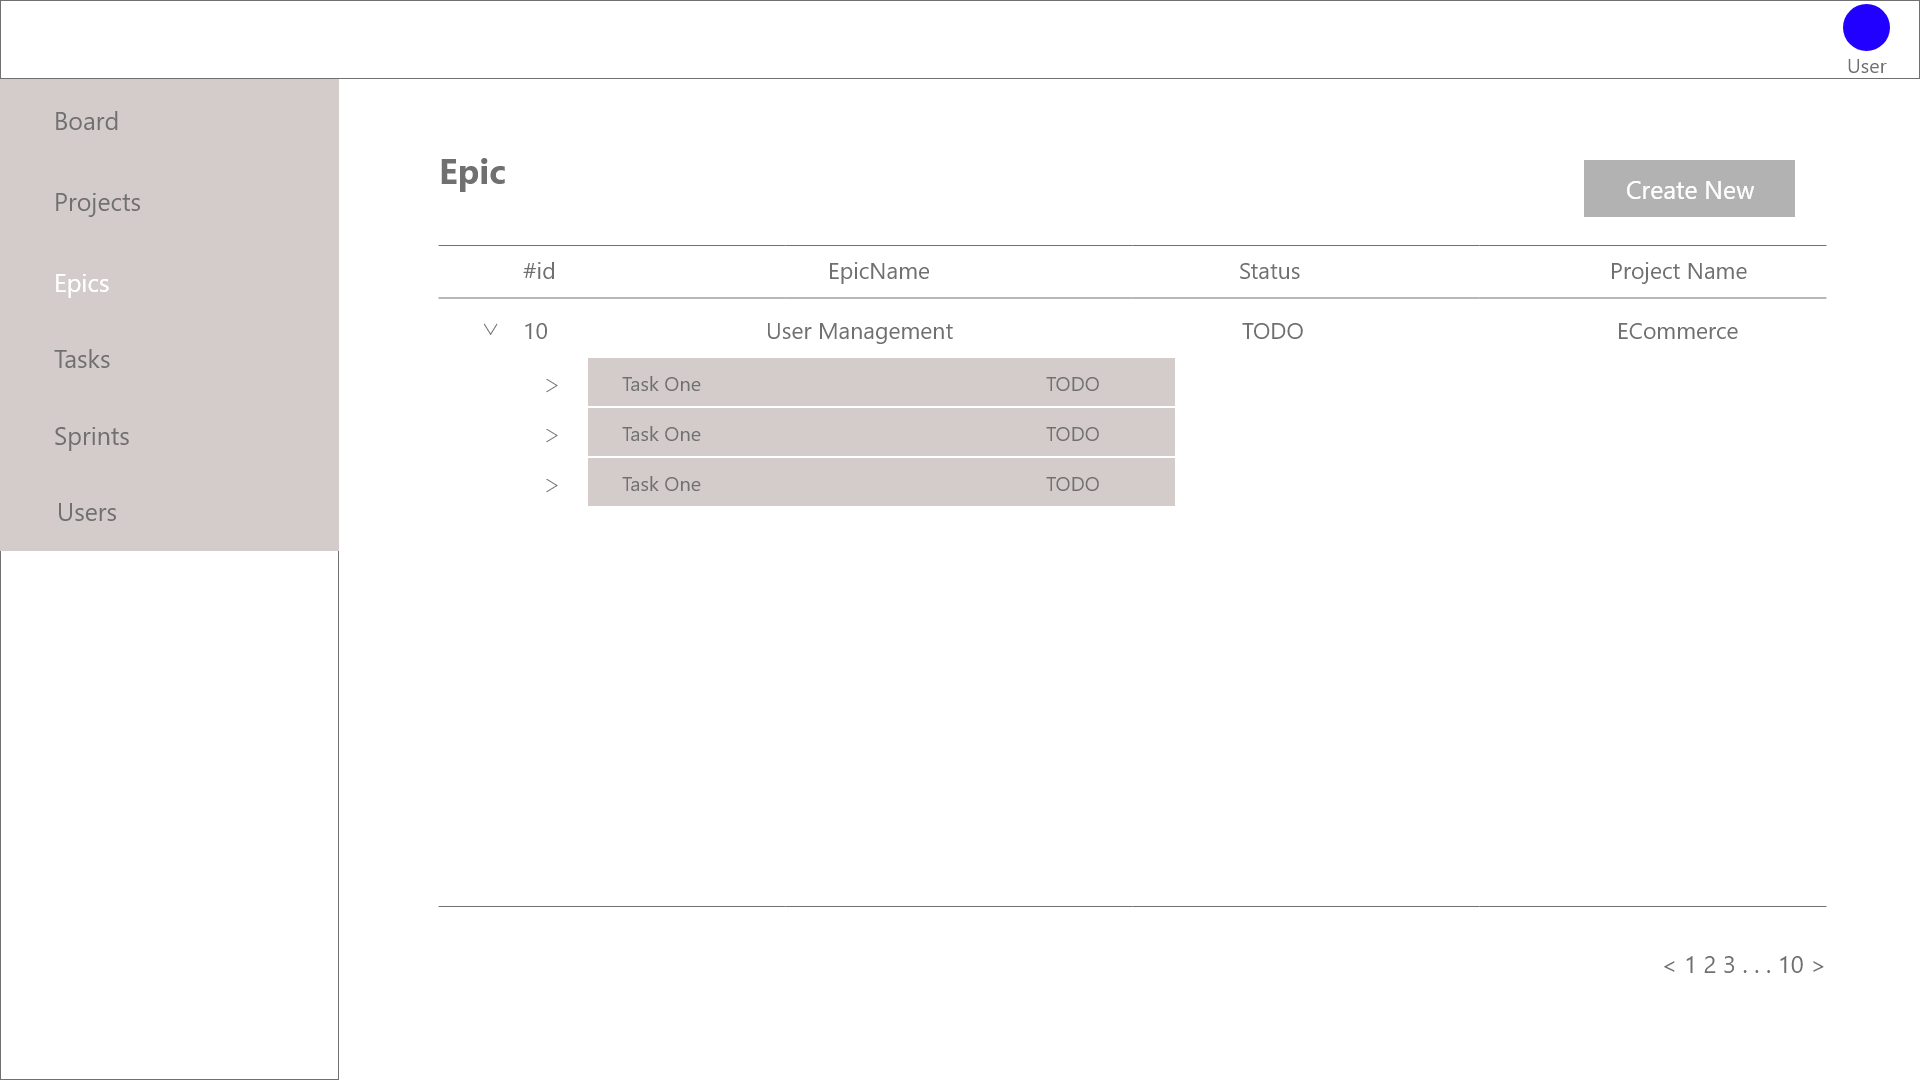 User
Board
Projects
Epics
Tasks
Sprints
Users
Epic
Create New
#id EpicName Status Project Name
10 User Management TODO ECommerce
> Task One TODO
> Task One TODO
> Task One TODO
< 1 2 3 . . . 10 >